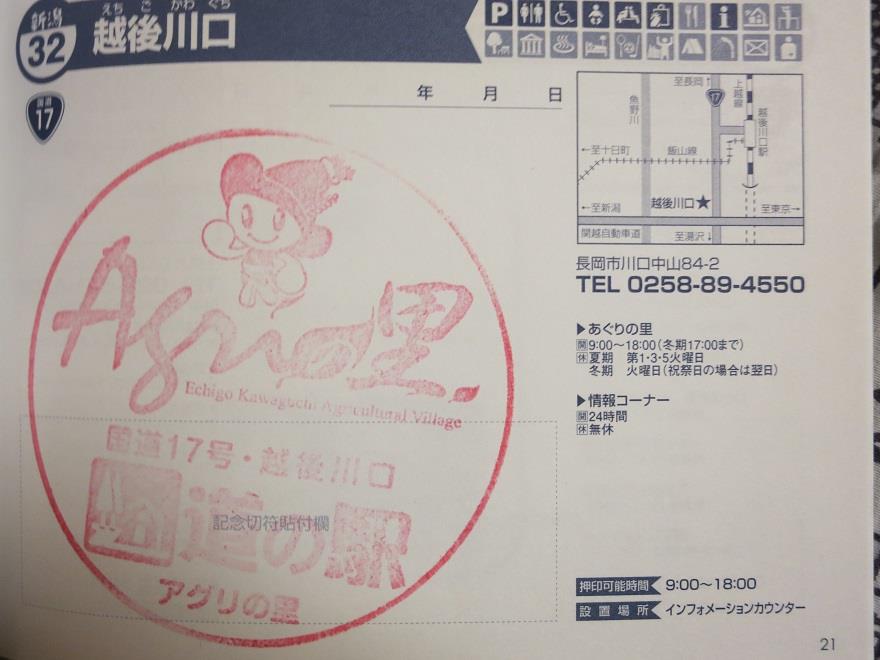 新潟
32
えちごかわぐち
越後川口
P
i
国道
17
年 月 日
Agriの里
Echigo Kawaguchi Agricultural Village
国道17号・越後川口
道の駅
アグリの里
記念切符貼付欄
至長岡↑
17
上越線
魚野川
越後川口駅
←至十日町
飯山線
越後川口★
←至新潟
至東京→
関越自動車道
至湯沢↓
長岡市川口中山84-2
TEL 0258-89-4550
▶あぐりの里
開9:00〜18:00(冬期17:00まで)
休夏期 第1・3・5火曜日
冬期 火曜日(祝祭日の場合は翌日)
▶情報コーナー
開24時間
休無休
押印可能時間 9:00〜18:00
設置場所 インフォメーションカウンター
21